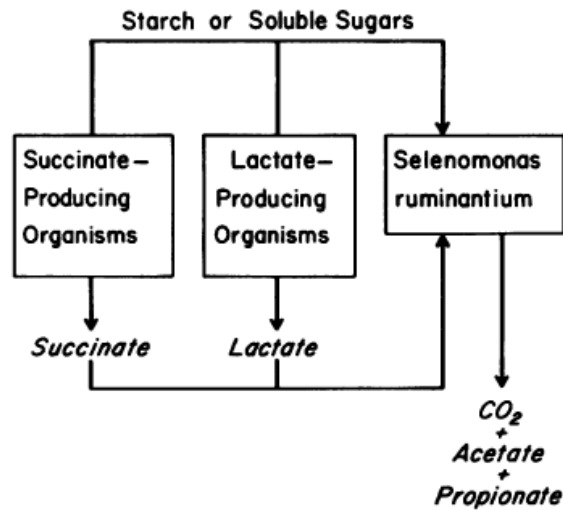 Starch or Soluble Sugars
Succinate-
Producing
Organisms
Lactate-
Producing
Organisms
Selenomonas
ruminantium
Succinate
Lactate
CO₂
+
Acetate
+
Propionate